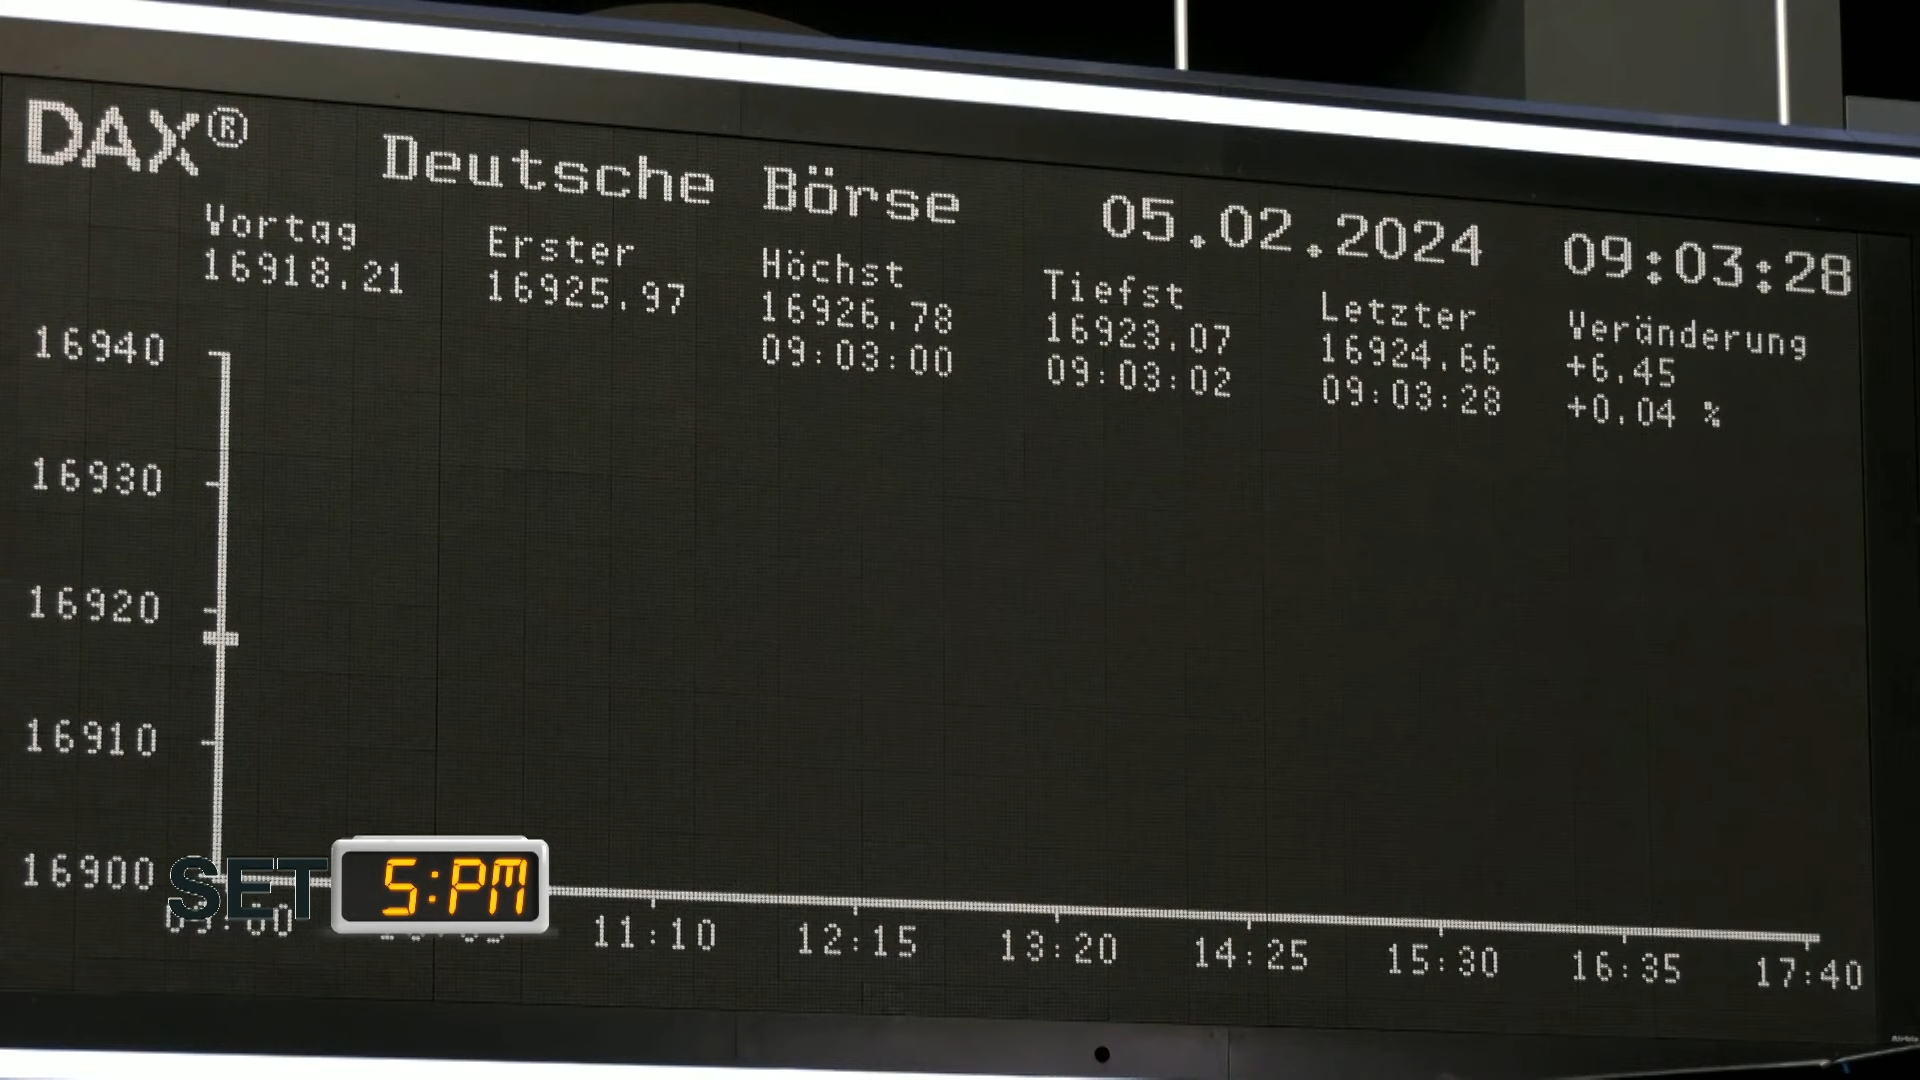 DAX®
Deutsche Börse 05.02.2024 09:03:28
Vortag Erster Höchst Tiefst Letzter Veränderung
16918.21 16925.97 16926.78 16923.07 16924.66 +6.45
09:03:00 09:03:02 09:03:28 +0.04 %
16940
16930
16920
16910
16900
SET 5:PM
09:00 11:10 12:15 13:20 14:25 15:30 16:35 17:40